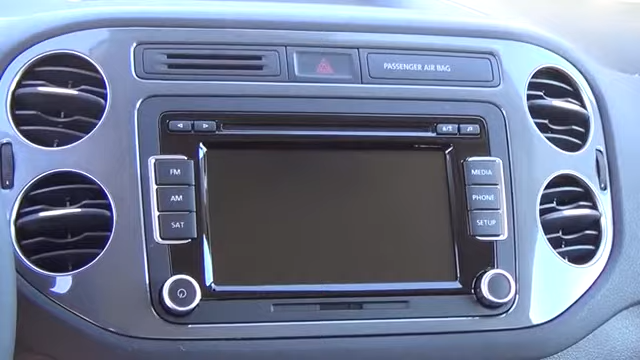 PASSENGER AIR BAG
FM
AM
SAT
MEDIA
PHONE
SETUP